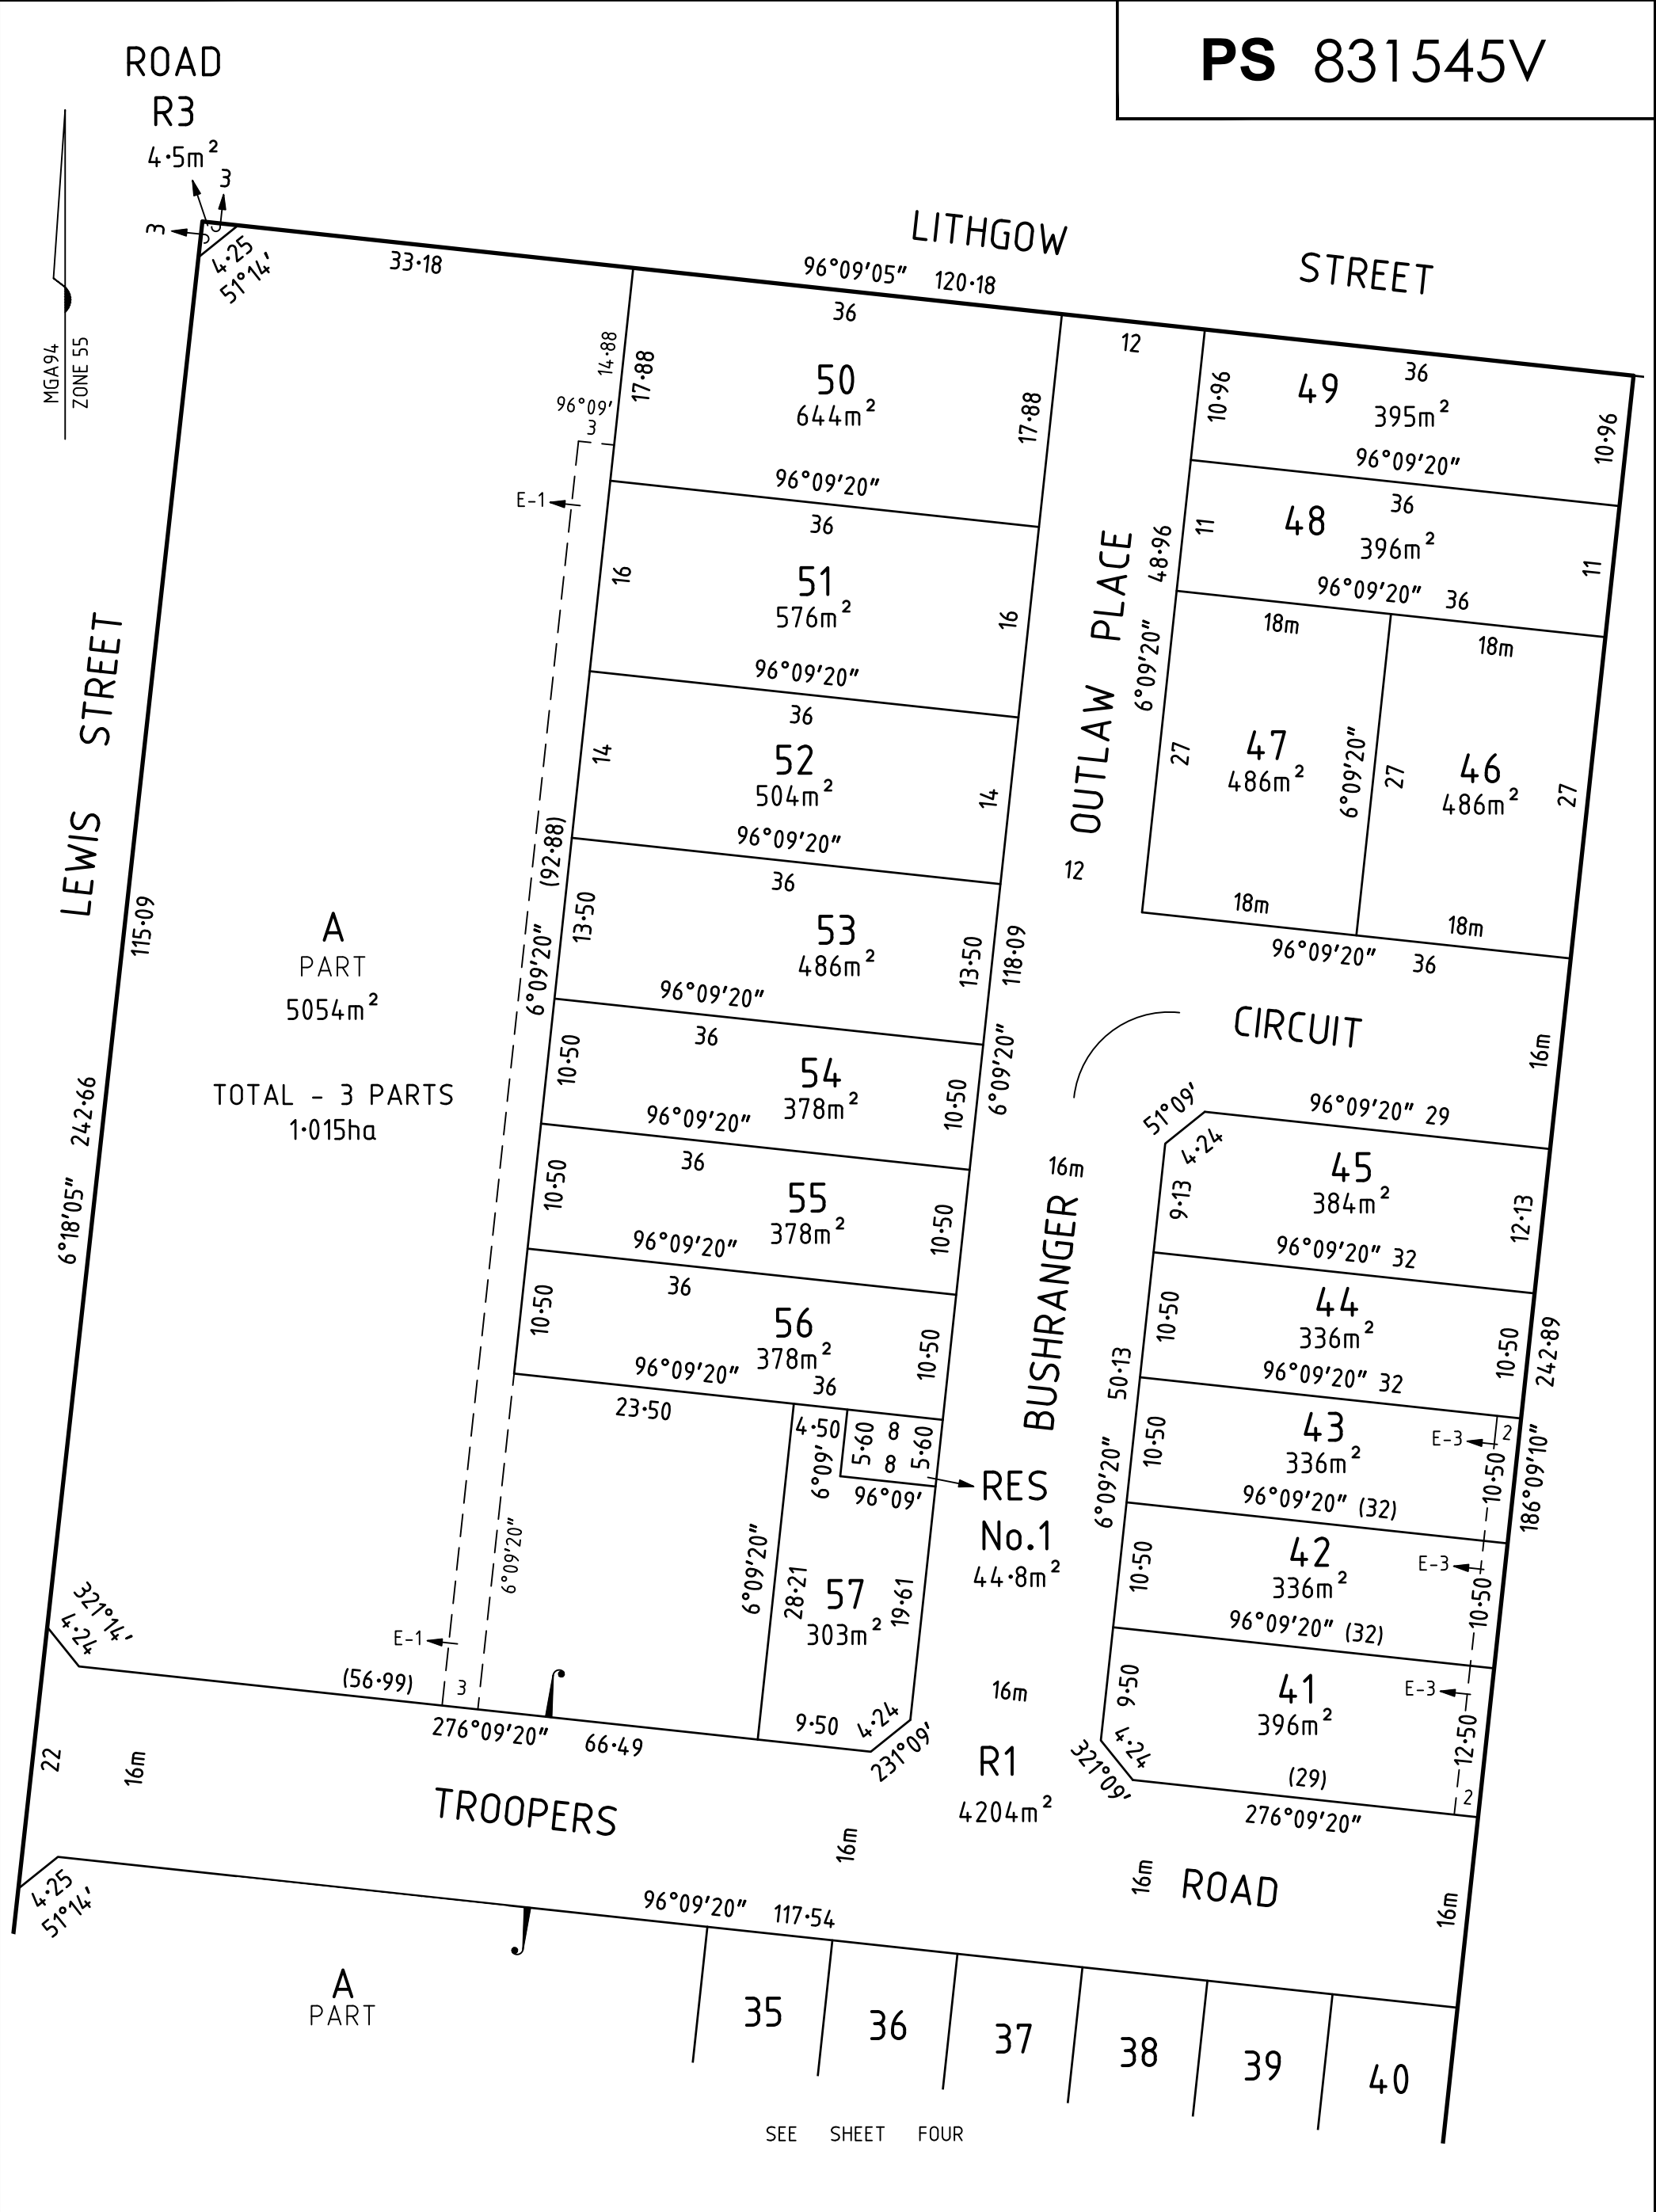 PS 831545V
ROAD
R3
4·5m²
3
3
3
3
4·25
51°14'
MGA94
ZONE 55
LITHGOW STREET
33·18
96°09'05" 120·18
36
12
36
14·88
17·88
50
644m²
17·88
96°09'
3
E-1
96°09'20"
10·96
49
395m²
10·96
96°09'20"
36
11
48
396m²
11
96°09'20" 36
36
16
51
576m²
16
96°09'20"
36
14
52
504m²
14
96°09'20"
(92·88)
6°09'20"
36
13·50
53
486m²
13·50
96°09'20"
36
10·50
54
378m²
10·50
96°09'20"
36
10·50
55
378m²
10·50
96°09'20"
36
10·50
56
378m²
10·50
96°09'20"
36
OUTLAW PLACE
48·96
6°09'20"
12
118·09
6°09'20"
18m
18m
27
47
486m²
6°09'20"
27
46
486m²
27
18m
18m
96°09'20" 36
CIRCUIT
16m
LEWIS STREET
115·09
242·66
6°18'05"
A
PART
5054m²
TOTAL - 3 PARTS
1·015ha
51°09'
4·24
96°09'20" 29
9·13
45
384m²
12·13
96°09'20" 32
16m
BUSHRANGER
10·50
44
336m²
10·50
96°09'20" 32
50·13
6°09'20"
242·89
186°09'10"
10·50
43
336m²
E-3
2
10·50
96°09'20" (32)
10·50
42
336m²
E-3
10·50
96°09'20" (32)
9·50
41
396m²
E-3
12·50
4·24
321°09'
(29)
2
276°09'20"
23·50
4·50
5·60
8
8
5·60
6°09'
96°09'
RES
No.1
44·8m²
6°09'20"
6°09'20"
28·21
57
303m²
19·61
9·50
4·24
231°09'
16m
R1
4204m²
321°14'
4·24
E-1
(56·99)
3
276°09'20" 66·49
22
16m
TROOPERS ROAD
16m
16m
16m
4·25
51°14'
96°09'20" 117·54
A
PART
35
36
37
38
39
40
SEE SHEET FOUR